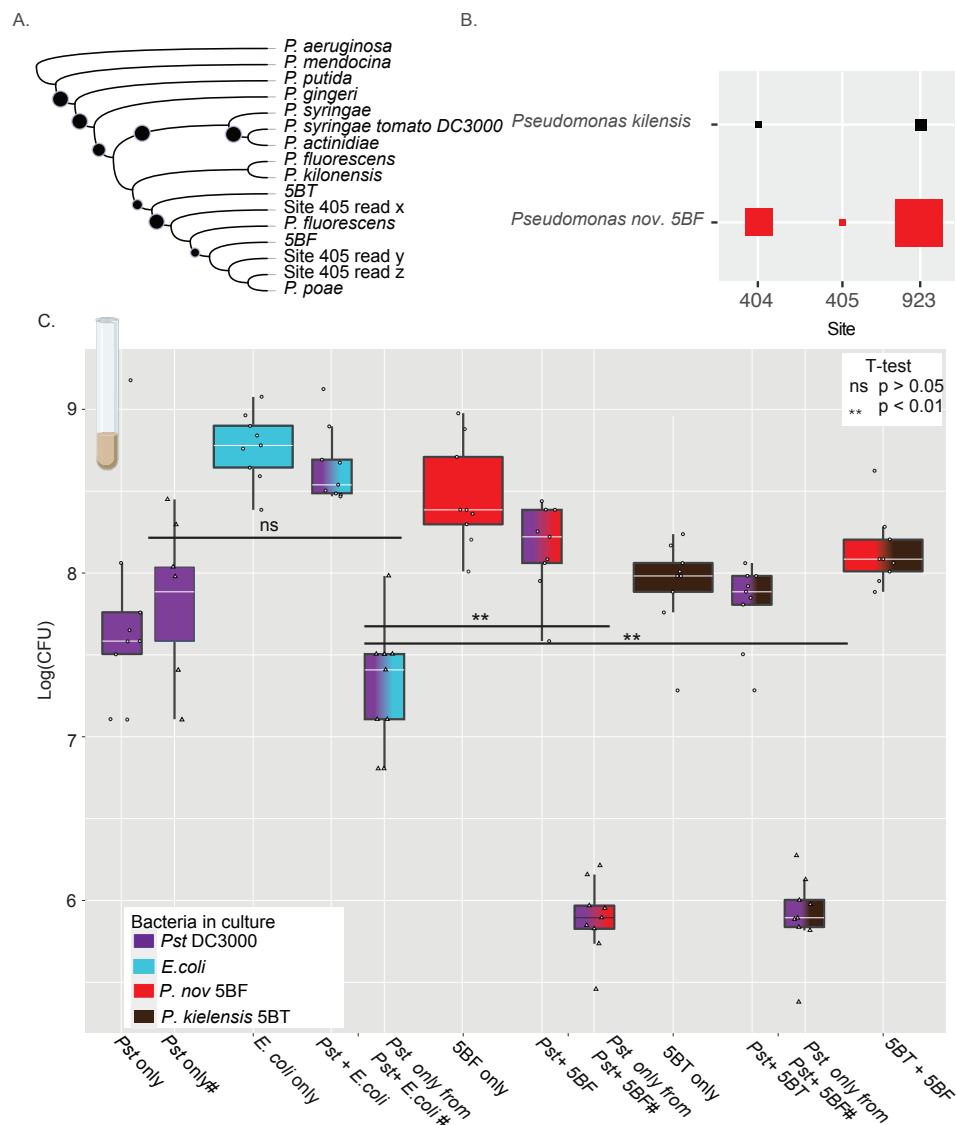 A.
P. aeruginosa
P. mendocina
P. putida
P. gingeri
P. syringae
P. syringae tomato DC3000
P. actinidiae
P. fluorescens
P. kilonensis
5BT
Site 405 read x
P. fluorescens
5BF
Site 405 read y
Site 405 read z
P. poae
B.
Pseudomonas kilensis
Pseudomonas nov. 5BF
404
405
923
Site
C.
T-test
ns p > 0.05
** p < 0.01
Log(CFU)
9
8
7
6
ns
**
**
Bacteria in culture
Pst DC3000
E.coli
P. nov 5BF
P. kielensis 5BT
Pst only
Pst only#
E. coli only
Pst + E.coli
Pst only from
Pst+ E.coli #
5BF only
Pst+ 5BF
Pst only from
Pst+ 5BF#
5BT only
Pst+ 5BT
Pst only from
Pst+ 5BF#
5BT + 5BF